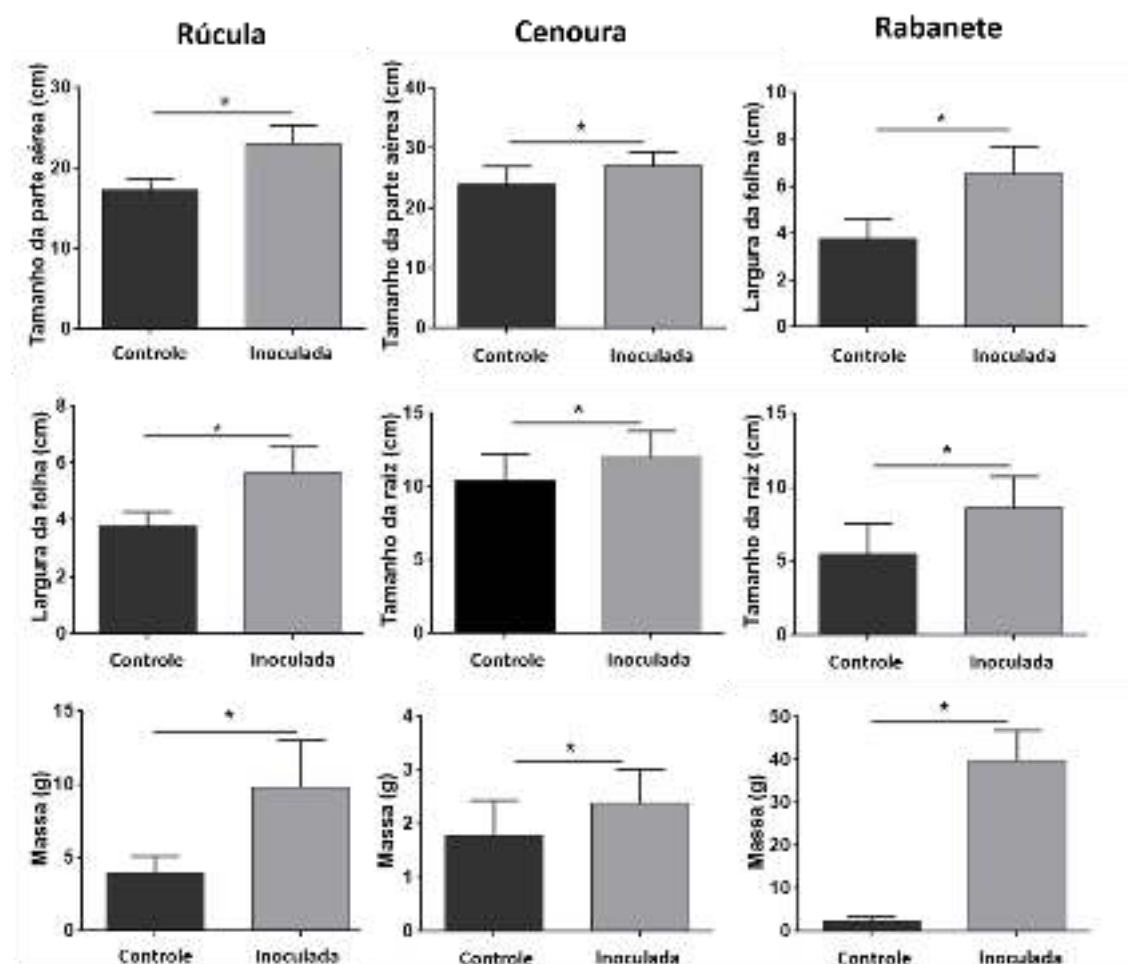 Rúcula
Cenoura
Rabanete
Tamanho da parte aérea (cm)
30
20
10
0
*
Controle
Inoculada
Tamanho da parte aérea (cm)
40
30
20
10
0
*
Controle
Inoculada
Largura da folha (cm)
10
8
6
4
2
0
*
Controle
Inoculada
Largura da folha (cm)
8
6
4
2
0
*
Controle
Inoculada
Tamanho da raiz (cm)
15
10
5
0
*
Controle
Inoculada
Tamanho da raiz (cm)
15
10
5
0
*
Controle
Inoculada
Massa (g)
15
10
5
0
*
Controle
Inoculada
Massa (g)
4
3
2
1
0
*
Controle
Inoculada
Massa (g)
50
40
30
20
10
0
*
Controle
Inoculada